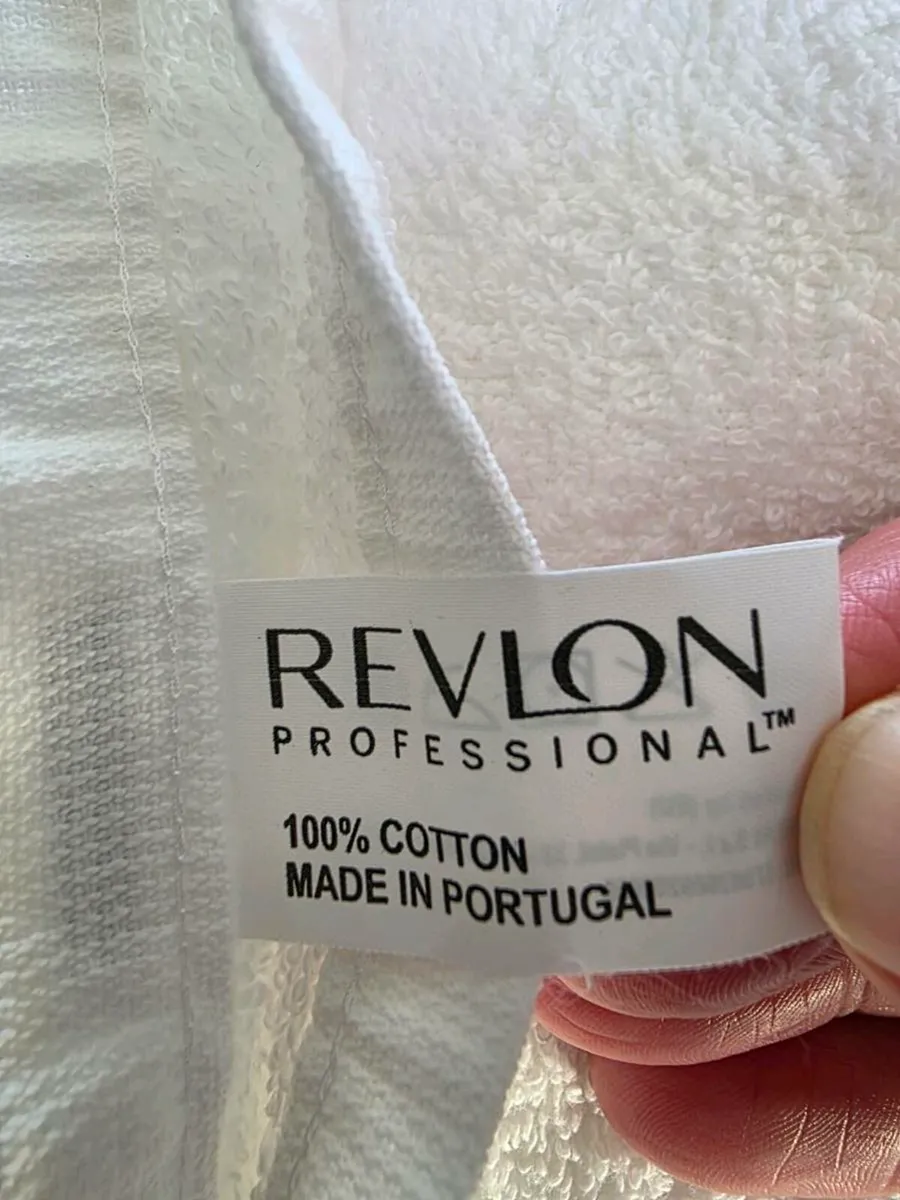 REVLON
PROFESSIONAL™
100% COTTON
MADE IN PORTUGAL